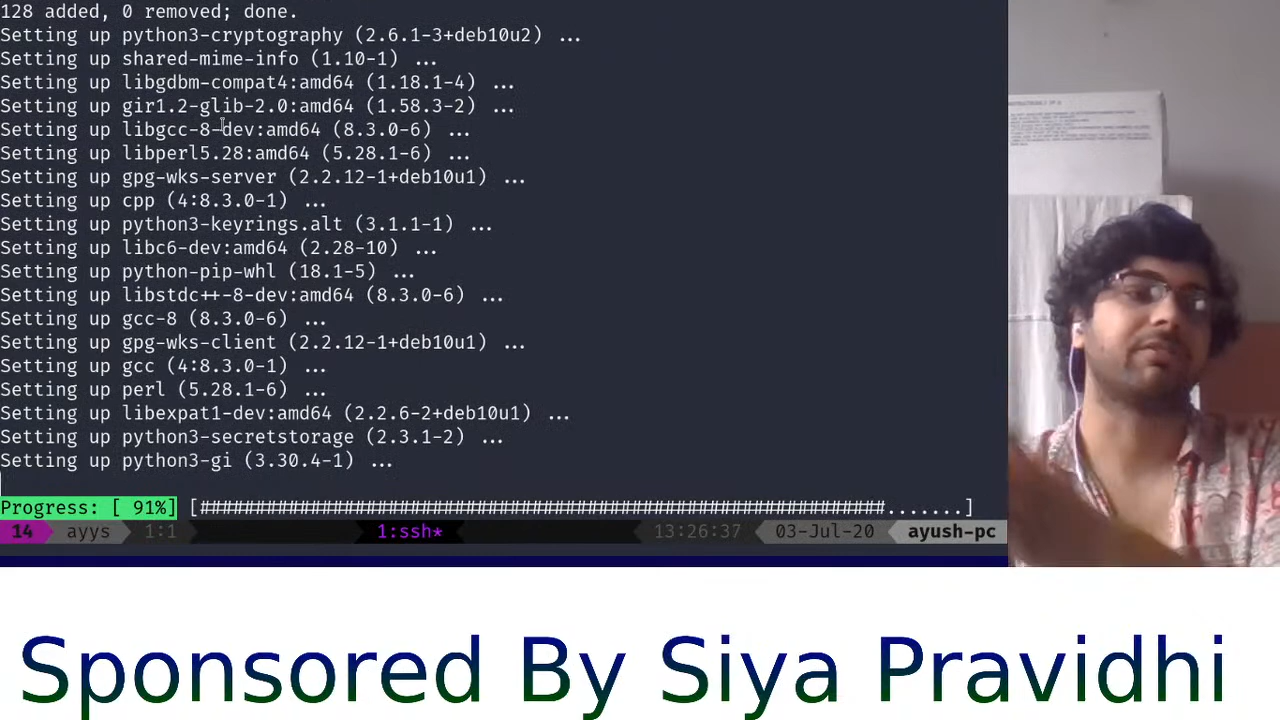 128 added, 0 removed; done.
Setting up python3-cryptography (2.6.1-3+deb10u2) ...
Setting up shared-mime-info (1.10-1) ...
Setting up libgdbm-compat4:amd64 (1.18.1-4) ...
Setting up gir1.2-glib-2.0:amd64 (1.58.3-2) ...
Setting up libgcc-8-dev:amd64 (8.3.0-6) ...
Setting up libperl5.28:amd64 (5.28.1-6) ...
Setting up gpg-wks-server (2.2.12-1+deb10u1) ...
Setting up cpp (4:8.3.0-1) ...
Setting up python3-keyrings.alt (3.1.1-1) ...
Setting up libc6-dev:amd64 (2.28-10) ...
Setting up python-pip-whl (18.1-5) ...
Setting up libstdc++-8-dev:amd64 (8.3.0-6) ...
Setting up gcc-8 (8.3.0-6) ...
Setting up gpg-wks-client (2.2.12-1+deb10u1) ...
Setting up gcc (4:8.3.0-1) ...
Setting up perl (5.28.1-6) ...
Setting up libexpat1-dev:amd64 (2.2.6-2+deb10u1) ...
Setting up python3-secretstorage (2.3.1-2) ...
Setting up python3-gi (3.30.4-1) ...
Progress: [ 91%] [##############################################################.......]
14 ayys 1:1 1:ssh* 13:26:37 03-Jul-20 ayush-pc
Sponsored By Siya Pravidhi